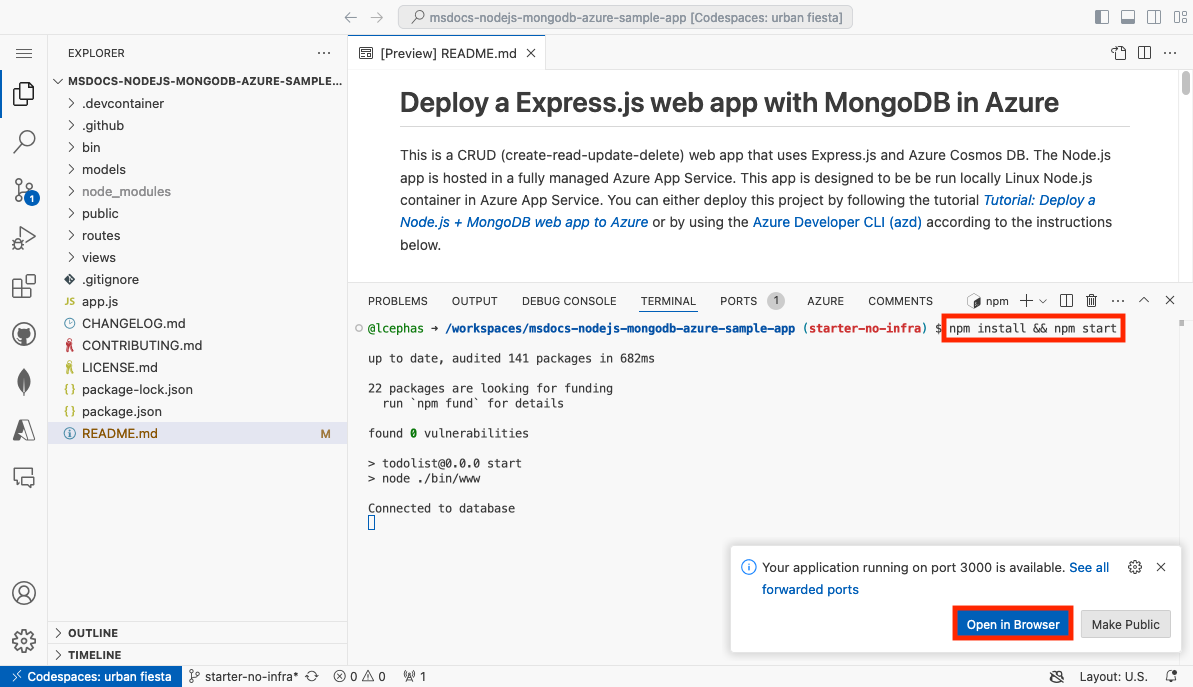 msdocs-nodejs-mongodb-azure-sample-app [Codespaces: urban fiesta]
EXPLORER
MSDOCS-NODEJS-MONGODB-AZURE-SAMPLE...
.devcontainer
.github
bin
models
node_modules
public
routes
views
.gitignore
JS app.js
CHANGELOG.md
CONTRIBUTING.md
LICENSE.md
{} package-lock.json
{} package.json
README.md M
OUTLINE
TIMELINE
1
[Preview] README.md
Deploy a Express.js web app with MongoDB in Azure
This is a CRUD (create-read-update-delete) web app that uses Express.js and Azure Cosmos DB. The Node.js
app is hosted in a fully managed Azure App Service. This app is designed to be be run locally Linux Node.js
container in Azure App Service. You can either deploy this project by following the tutorial Tutorial: Deploy a
Node.js + MongoDB web app to Azure or by using the Azure Developer CLI (azd) according to the instructions
below.
PROBLEMS OUTPUT DEBUG CONSOLE TERMINAL PORTS 1 AZURE COMMENTS npm
@lcephas → /workspaces/msdocs-nodejs-mongodb-azure-sample-app (starter-no-infra) $ npm install && npm start
up to date, audited 141 packages in 682ms
22 packages are looking for funding
run `npm fund` for details
found 0 vulnerabilities
> todolist@0.0.0 start
> node ./bin/www
Connected to database
Your application running on port 3000 is available. See all
forwarded ports
Open in Browser Make Public
Codespaces: urban fiesta starter-no-infra* 0 0 1 Layout: U.S.